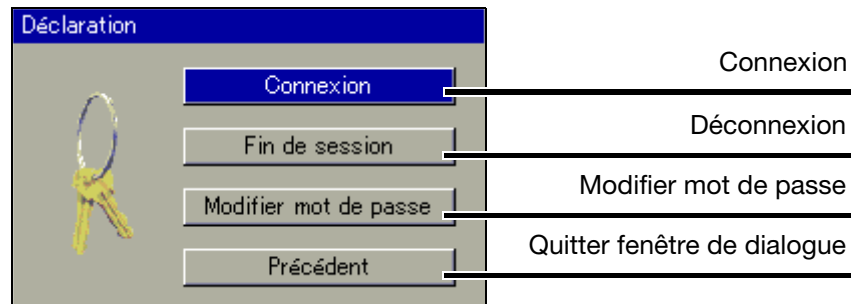 Déclaration
Connexion
Connexion
Fin de session
Déconnexion
Modifier mot de passe
Modifier mot de passe
Précédent
Quitter fenêtre de dialogue